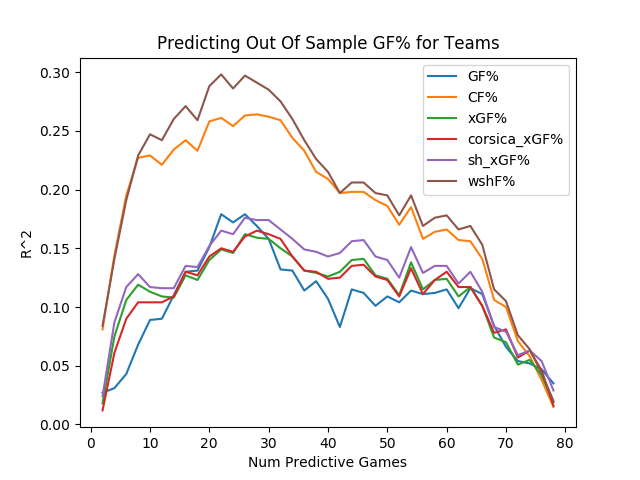 Predicting Out Of Sample GF% for Teams
R^2
0.30
0.25
0.20
0.15
0.10
0.05
0.00
GF%
CF%
xGF%
corsica_xGF%
sh_xGF%
wshF%
0 10 20 30 40 50 60 70 80
Num Predictive Games